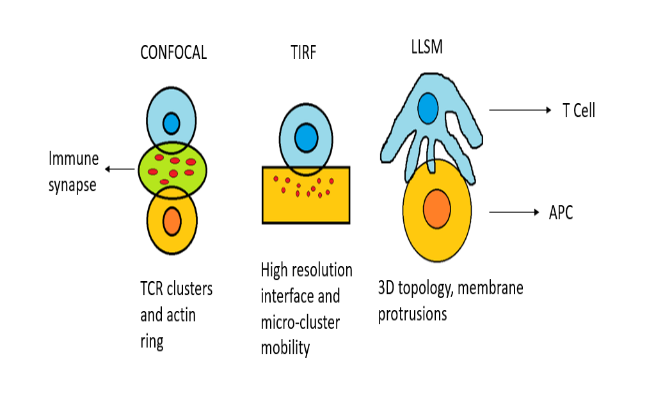 CONFOCAL
TIRF
LLSM
T Cell
Immune
synapse
APC
TCR clusters
and actin
ring
High resolution
interface and
micro-cluster
mobility
3D topology, membrane
protrusions